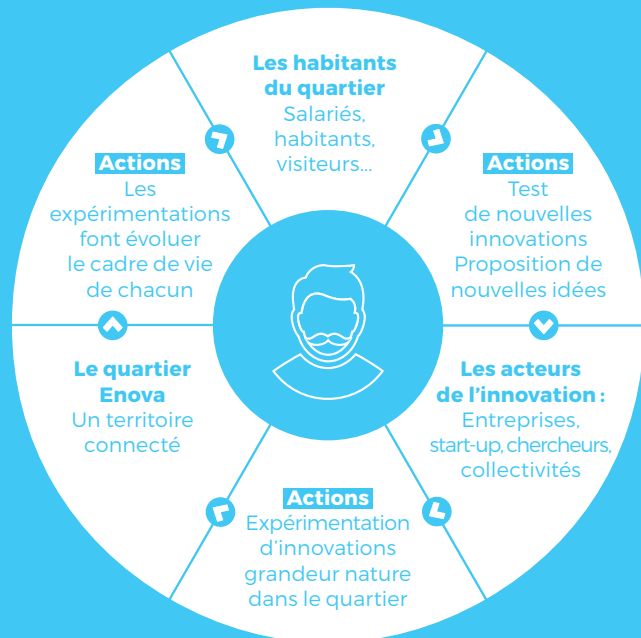 Les habitants
du quartier
Salariés,
habitants,
visiteurs...
Actions
Test
de nouvelles
innovations
Proposition de
nouvelles idées
Les acteurs
de l'innovation :
Entreprises,
start-up, chercheurs,
collectivités
Actions
Expérimentation
d'innovations
grandeur nature
dans le quartier
Le quartier
Enova
Un territoire
connecté
Actions
Les
expérimentations
font évoluer
le cadre de vie
de chacun